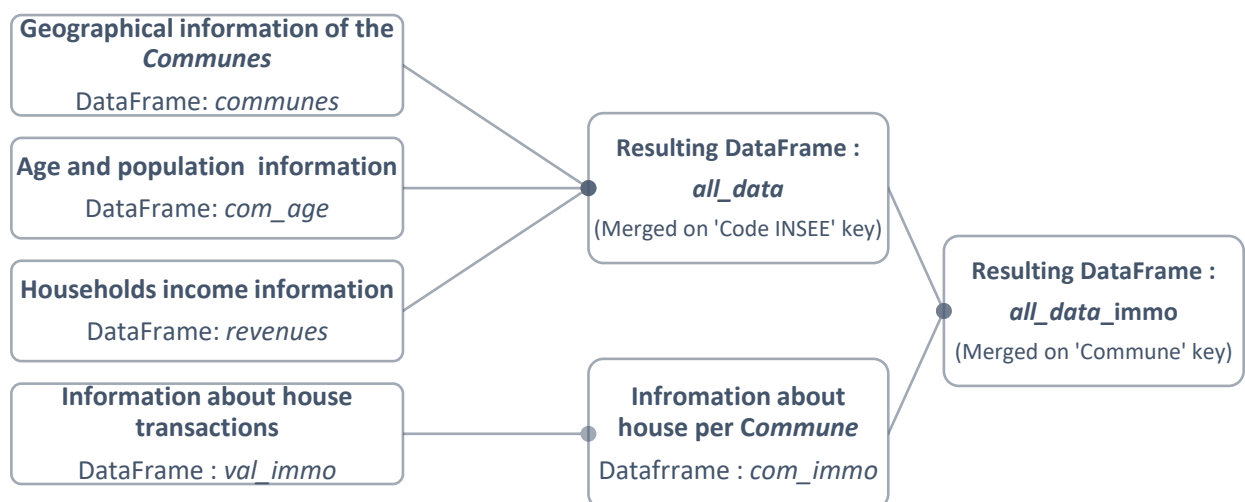 Geographical information of the
Communes
DataFrame: communes
Age and population  information
DataFrame: com_age
Households income information
DataFrame: revenues
Information about house
transactions
DataFrame : val_immo
Resulting DataFrame :
all_data
(Merged on 'Code INSEE' key)
Infromation about
house per Commune
Datafrrame : com_immo
Resulting DataFrame :
all_data_immo
(Merged on 'Commune' key)